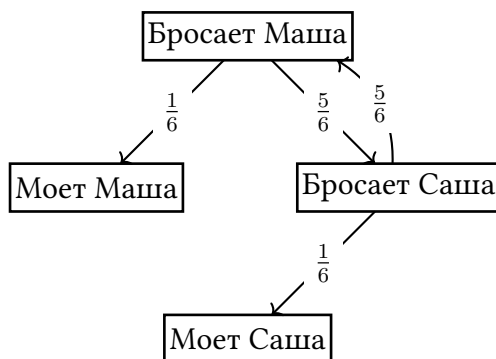 Бросает Маша
1/6
5/6
5/6
Моет Маша
Бросает Саша
1/6
Моет Саша